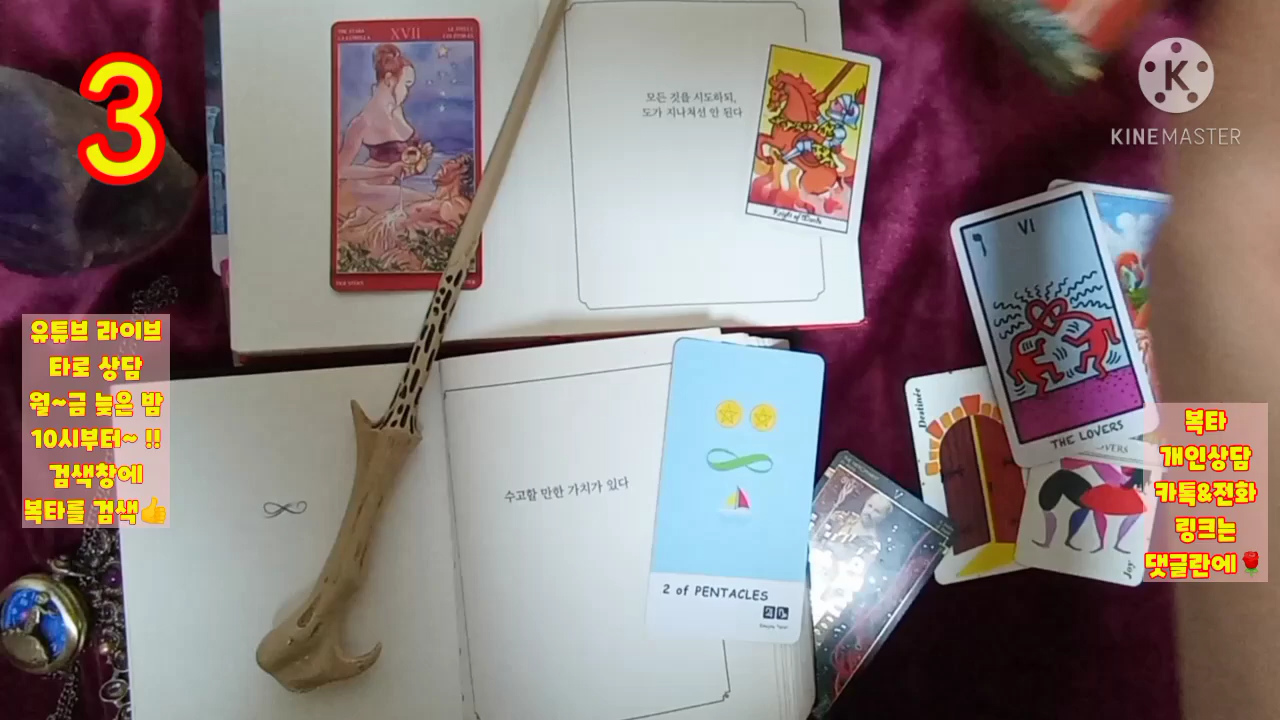 3
XVII
모든 것을 시도하되,
도가 지나쳐선 안 된다
Knight of Wands
KINEMASTER
VI
THE LOVERS
LOVERS
Destinée
Joy
유튜브 라이브
타로 상담
월~금 늦은 밤
10시부터~ !!
검색창에
복타를 검색👍
수고할 만한 가치가 있다
2 of PENTACLES
복타
개인상담
카톡&전화
링크는
댓글란에🌹